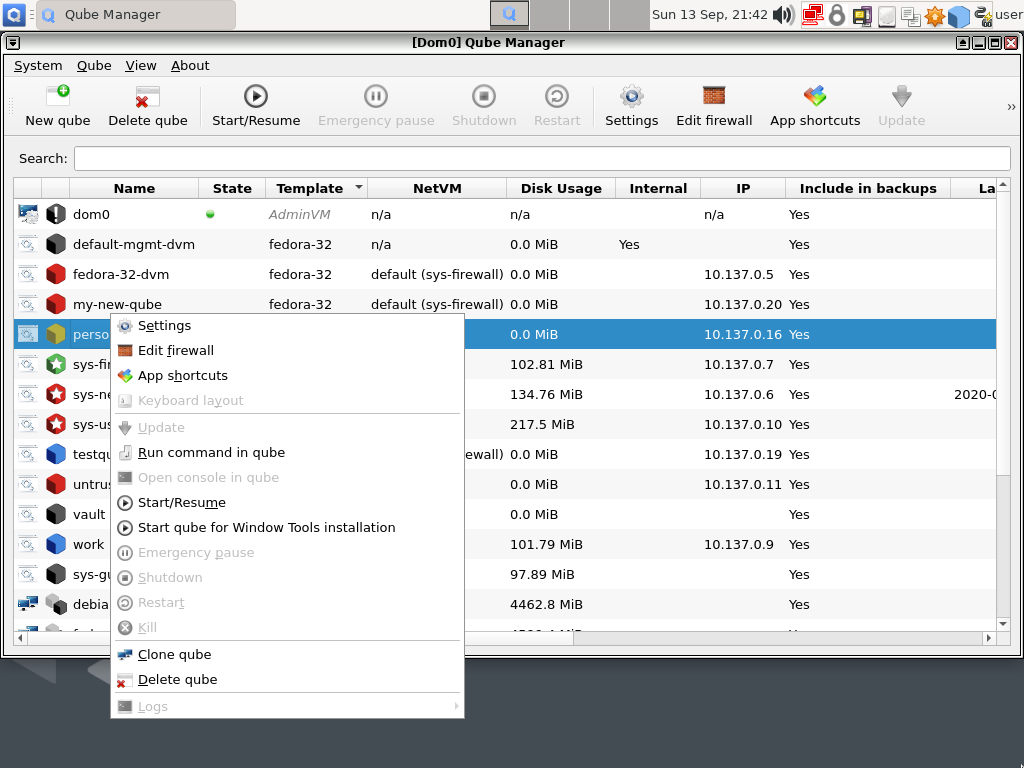 Qube Manager
Sun 13 Sep, 21:42
user
[Dom0] Qube Manager
System Qube View About
New qube Delete qube Start/Resume Emergency pause Shutdown Restart Settings Edit firewall App shortcuts Update »
Search:
Name State Template NetVM Disk Usage Internal IP Include in backups La
dom0 AdminVM n/a n/a n/a Yes
default-mgmt-dvm fedora-32 n/a 0.0 MiB Yes Yes
fedora-32-dvm fedora-32 default (sys-firewall) 0.0 MiB 10.137.0.5 Yes
my-new-qube fedora-32 default (sys-firewall) 0.0 MiB 10.137.0.20 Yes
perso 0.0 MiB 10.137.0.16 Yes
sys-fi 102.81 MiB 10.137.0.7 Yes
sys-ne 134.76 MiB 10.137.0.6 Yes 2020-0
sys-us 217.5 MiB 10.137.0.10 Yes
testqu ewall) 0.0 MiB 10.137.0.19 Yes
untrus 0.0 MiB 10.137.0.11 Yes
vault 0.0 MiB Yes
work 101.79 MiB 10.137.0.9 Yes
sys-gu 97.89 MiB Yes
debia 4462.8 MiB Yes
Settings
Edit firewall
App shortcuts
Keyboard layout
Update
Run command in qube
Open console in qube
Start/Resume
Start qube for Window Tools installation
Emergency pause
Shutdown
Restart
Kill
Clone qube
Delete qube
Logs